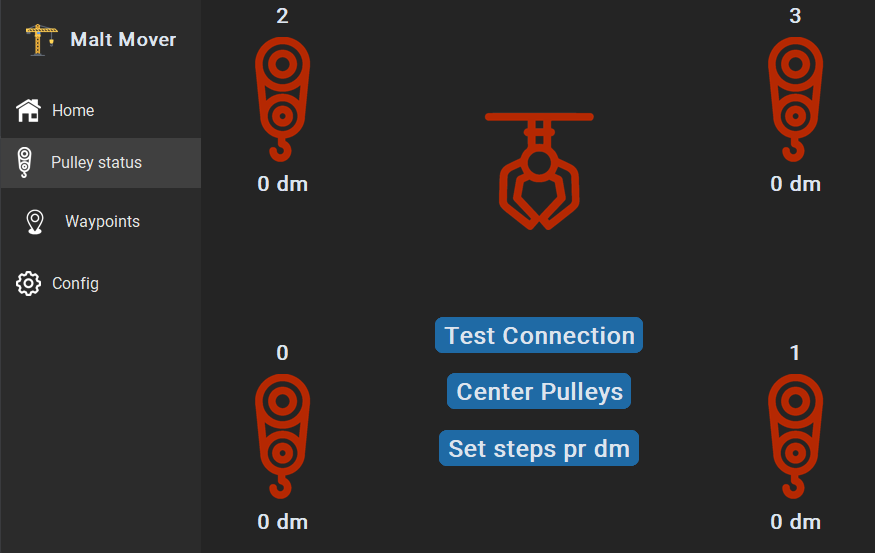 Malt Mover
Home
Pulley status
Waypoints
Config
2
0 dm
3
0 dm
Test Connection
Center Pulleys
Set steps pr dm
0
0 dm
1
0 dm